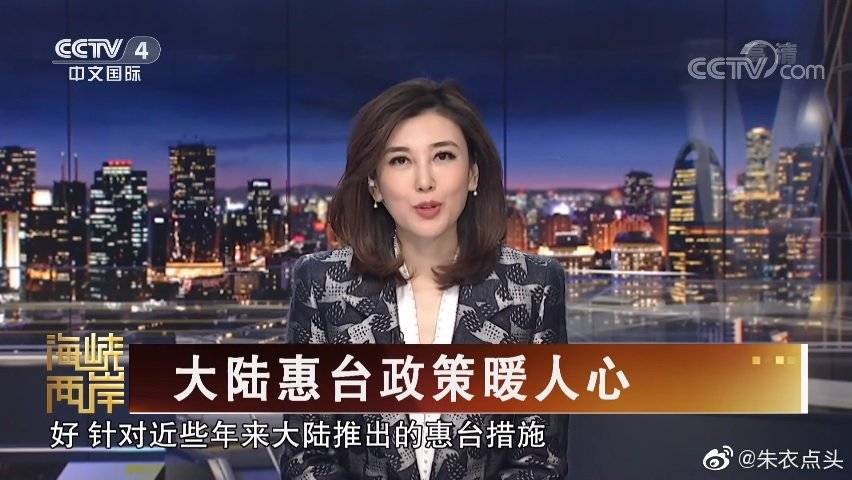 CCTV 4
中文国际
高清
CCTV.com
海峡
两岸
大陆惠台政策暖人心
好 针对近些年来大陆推出的惠台措施
@朱衣点头